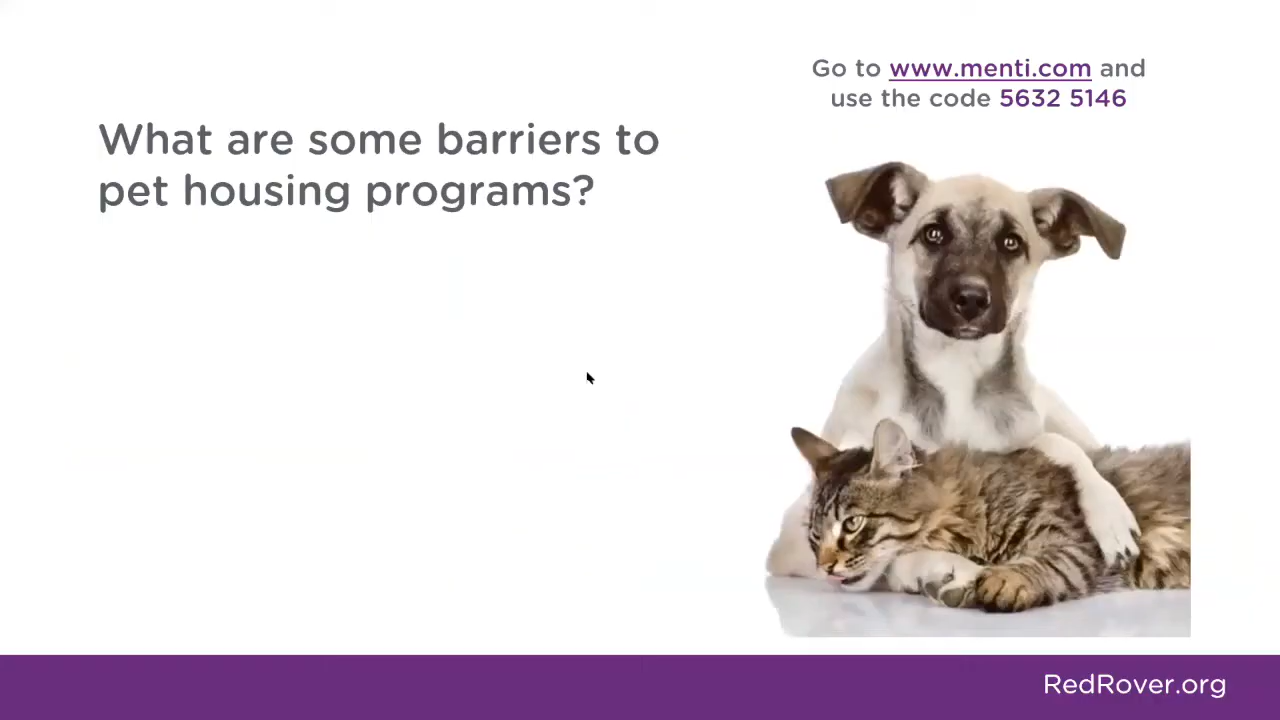 Go to www.menti.com and
use the code 5632 5146
What are some barriers to
pet housing programs?
RedRover.org